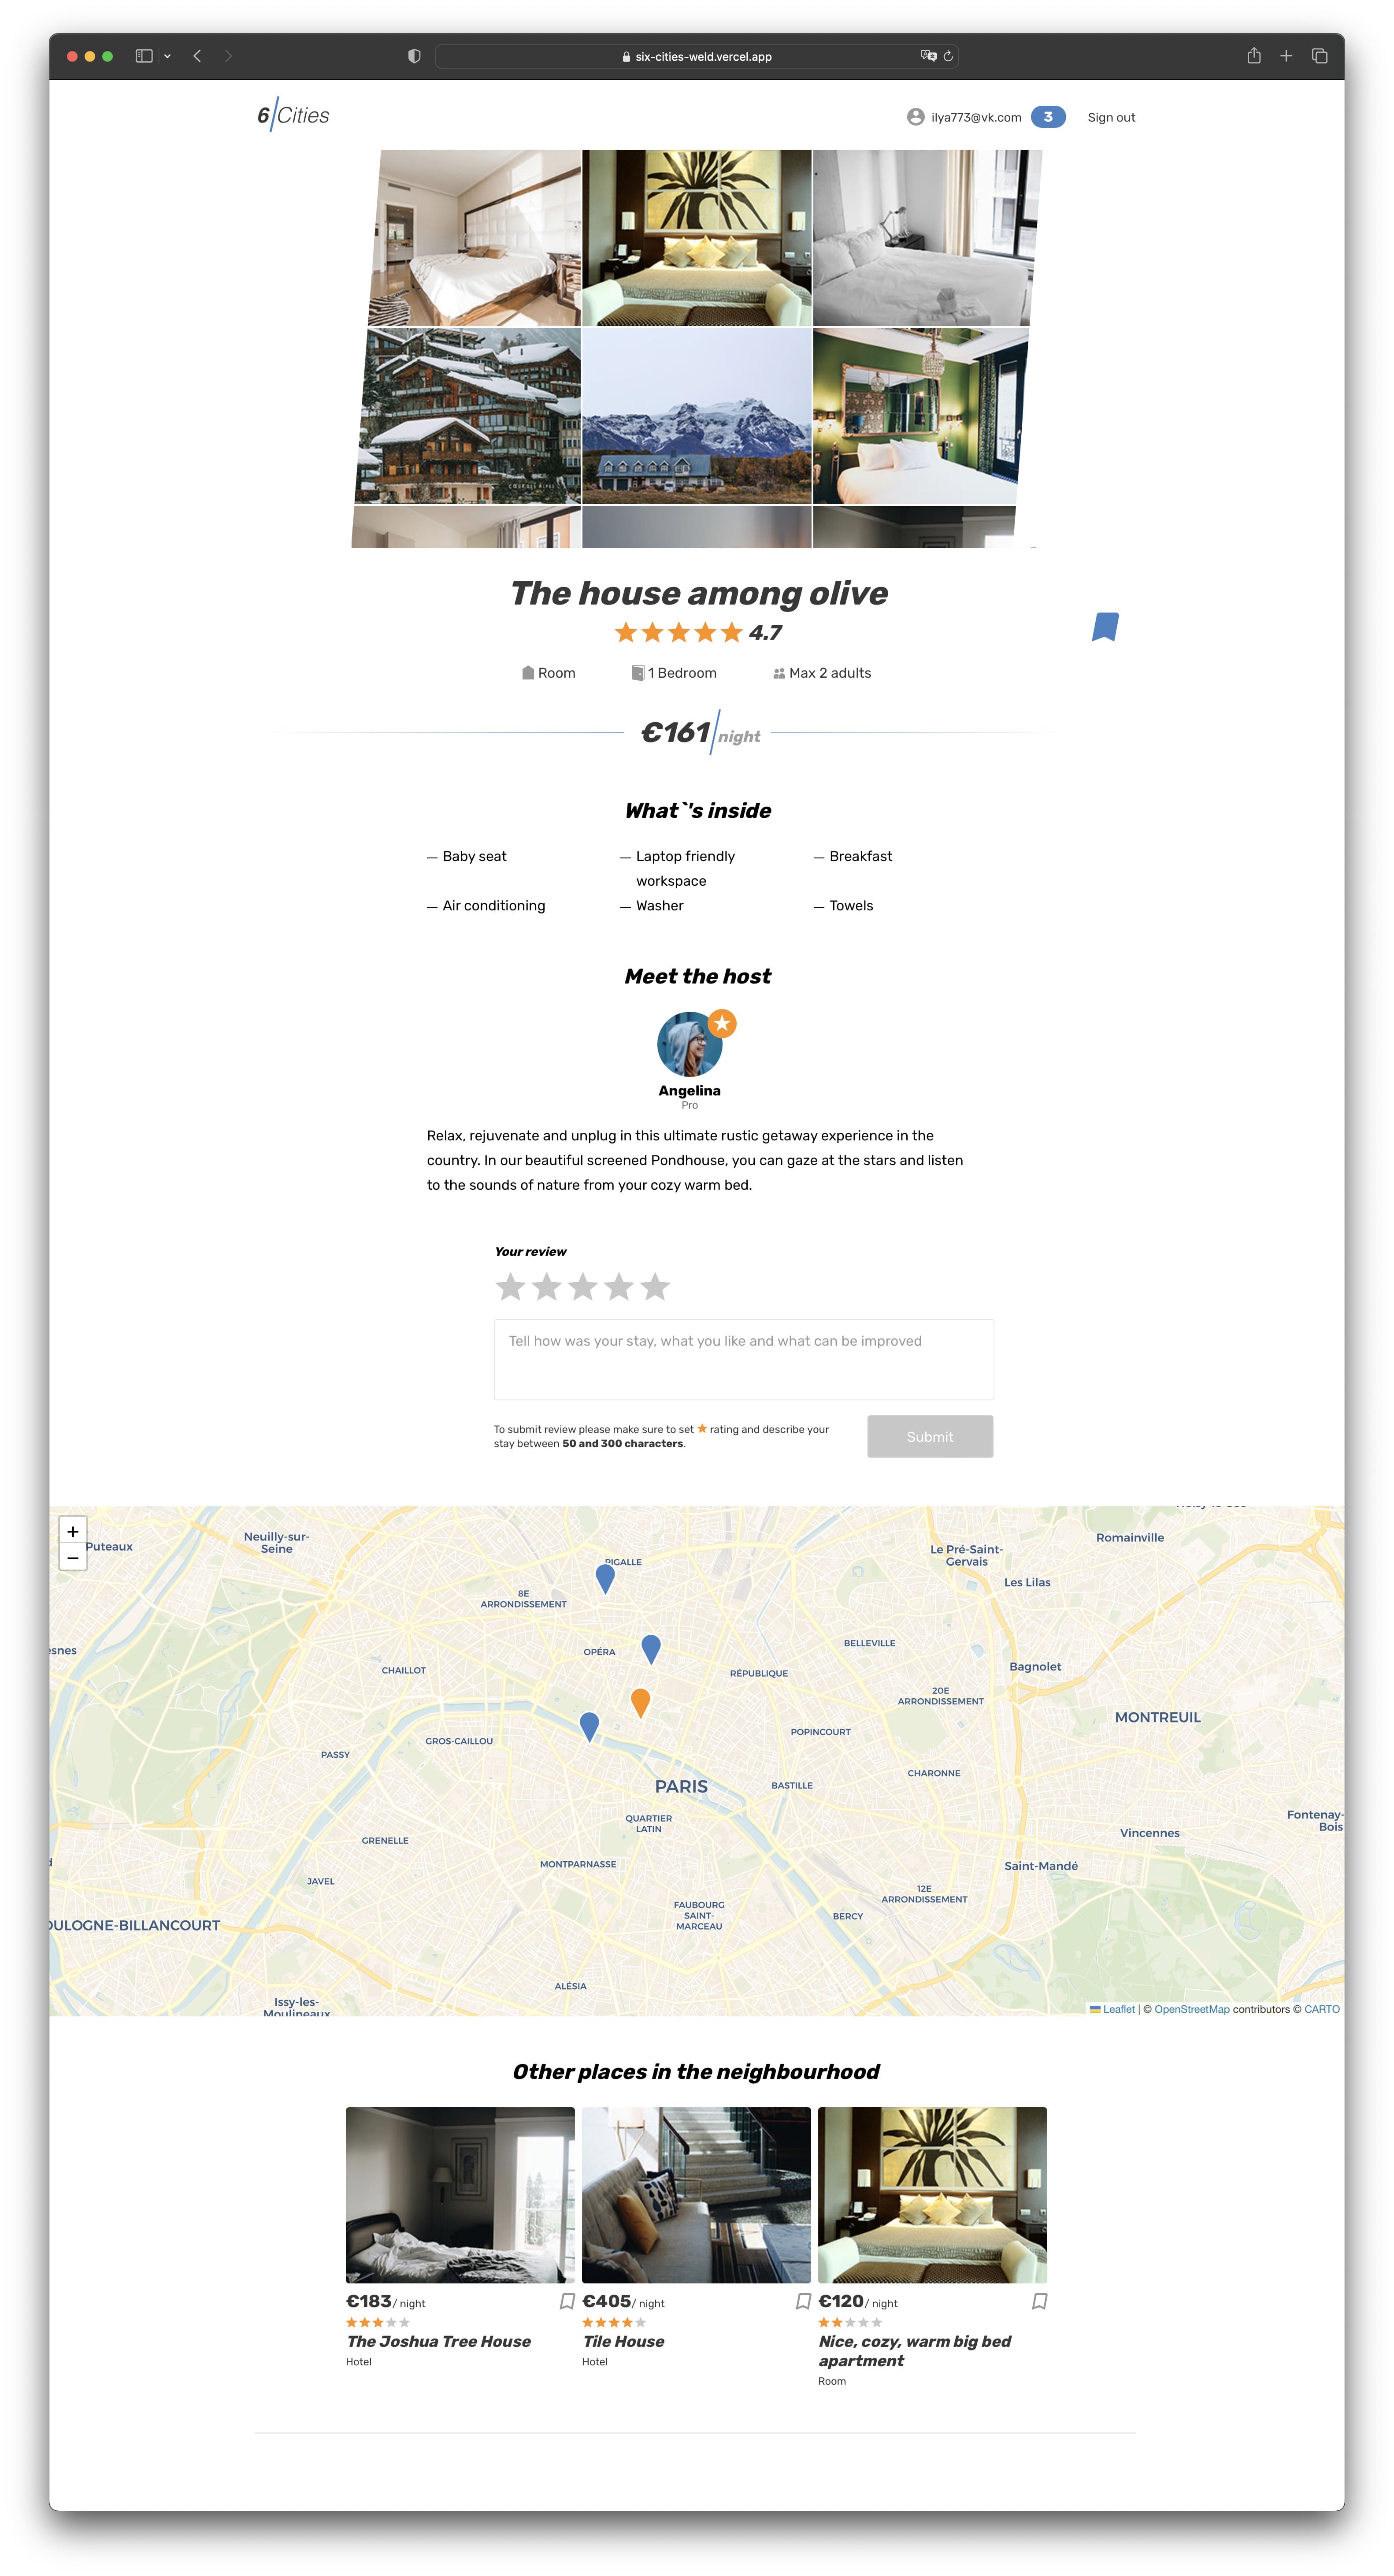 six-cities-weld.vercel.app
6/Cities
ilya773@vk.com 3 Sign out
The house among olive
4.7
Room 1 Bedroom Max 2 adults
€161/night
What`'s inside
— Baby seat — Laptop friendly — Breakfast
workspace
— Air conditioning — Washer — Towels
Meet the host
Angelina
Pro
Relax, rejuvenate and unplug in this ultimate rustic getaway experience in the
country. In our beautiful screened Pondhouse, you can gaze at the stars and listen
to the sounds of nature from your cozy warm bed.
Your review
Tell how was your stay, what you like and what can be improved
To submit review please make sure to set ★ rating and describe your
stay between 50 and 300 characters.
Submit
+
−
Puteaux
Neuilly-sur-
Seine
PIGALLE
Romainville
Le Pré-Saint-
Gervais
Les Lilas
8E
ARRONDISSEMENT
esnes
OPÉRA
BELLEVILLE
CHAILLOT
RÉPUBLIQUE
Bagnolet
20E
ARRONDISSEMENT
MONTREUIL
GROS-CAILLOU
POPINCOURT
PASSY
CHARONNE
PARIS
BASTILLE
QUARTIER
LATIN
Fontenay-
Bois
Vincennes
GRENELLE
MONTPARNASSE
Saint-Mandé
JAVEL
12E
ARRONDISSEMENT
FAUBOURG
SAINT-
MARCEAU
BERCY
OULOGNE-BILLANCOURT
ALÉSIA
Issy-les-
Moulineaux
Leaflet | © OpenStreetMap contributors © CARTO
Other places in the neighbourhood
€183/ night €405/ night €120/ night
The Joshua Tree House Tile House Nice, cozy, warm big bed
apartment
Hotel Hotel Room